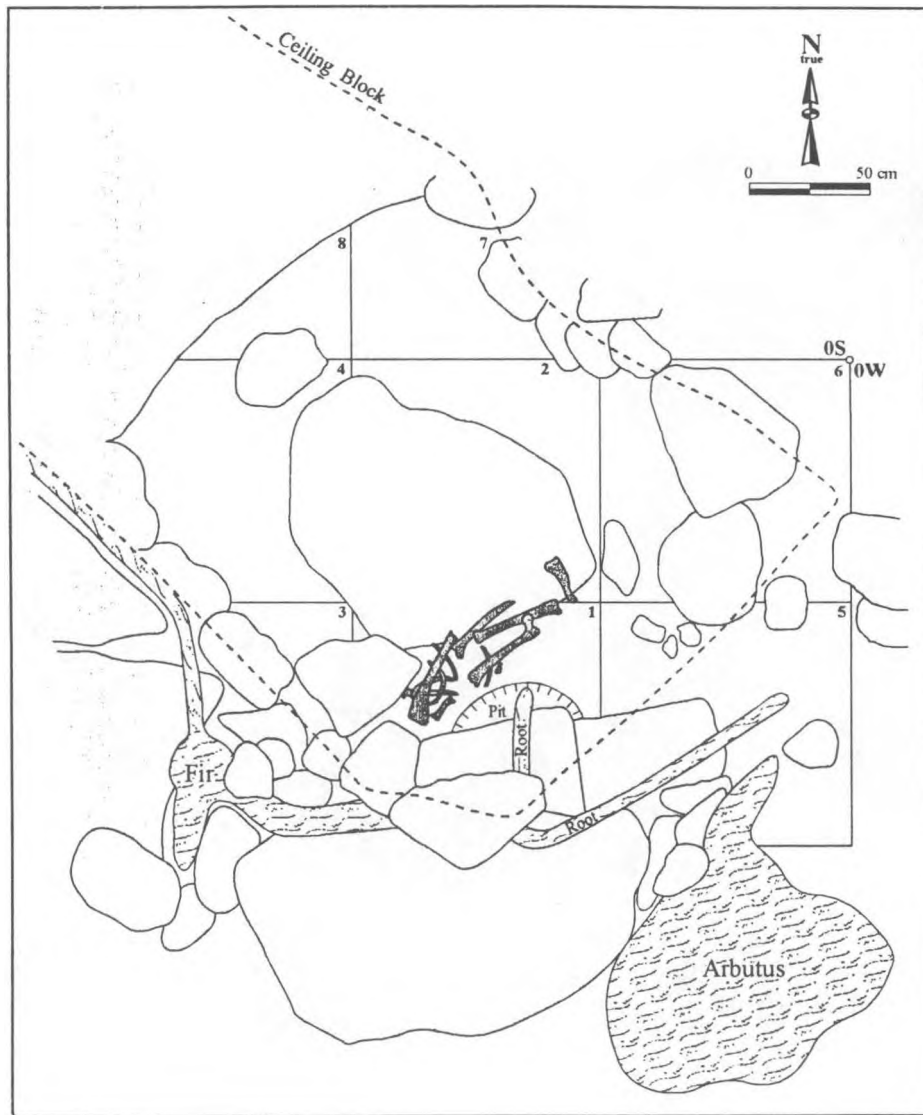 Ceiling Block
N
true
0 50 cm
8
7
0S
4
2
6 0W
3
1
5
Pit
Root
Fir
Root
Arbutus